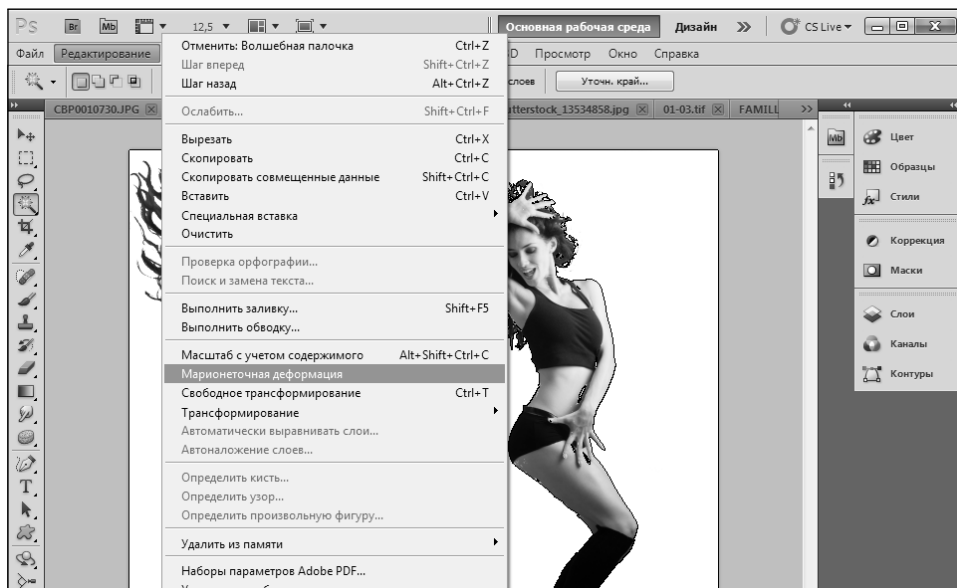 Ps Br Mb 12,5 Основная рабочая среда Дизайн CS Live
Файл Редактирование 3D Просмотр Окно Справка
слоев Уточн. край...
CBP0010730.JPG utterstock_13534858.jpg 01-03.tif FAMILL
Отменить: Волшебная палочка Ctrl+Z
Шаг вперед Shift+Ctrl+Z
Шаг назад Alt+Ctrl+Z
Ослабить... Shift+Ctrl+F
Вырезать Ctrl+X
Скопировать Ctrl+C
Скопировать совмещенные данные Shift+Ctrl+C
Вставить Ctrl+V
Специальная вставка
Очистить
Проверка орфографии...
Поиск и замена текста...
Выполнить заливку... Shift+F5
Выполнить обводку...
Масштаб с учетом содержимого Alt+Shift+Ctrl+C
Марионеточная деформация
Свободное трансформирование Ctrl+T
Трансформирование
Автоматически выравнивать слои...
Автоналожение слоев...
Определить кисть...
Определить узор...
Определить произвольную фигуру...
Удалить из памяти
Наборы параметров Adobe PDF...
Mb
Цвет
Образцы
Стили
Коррекция
Маски
Слои
Каналы
Контуры